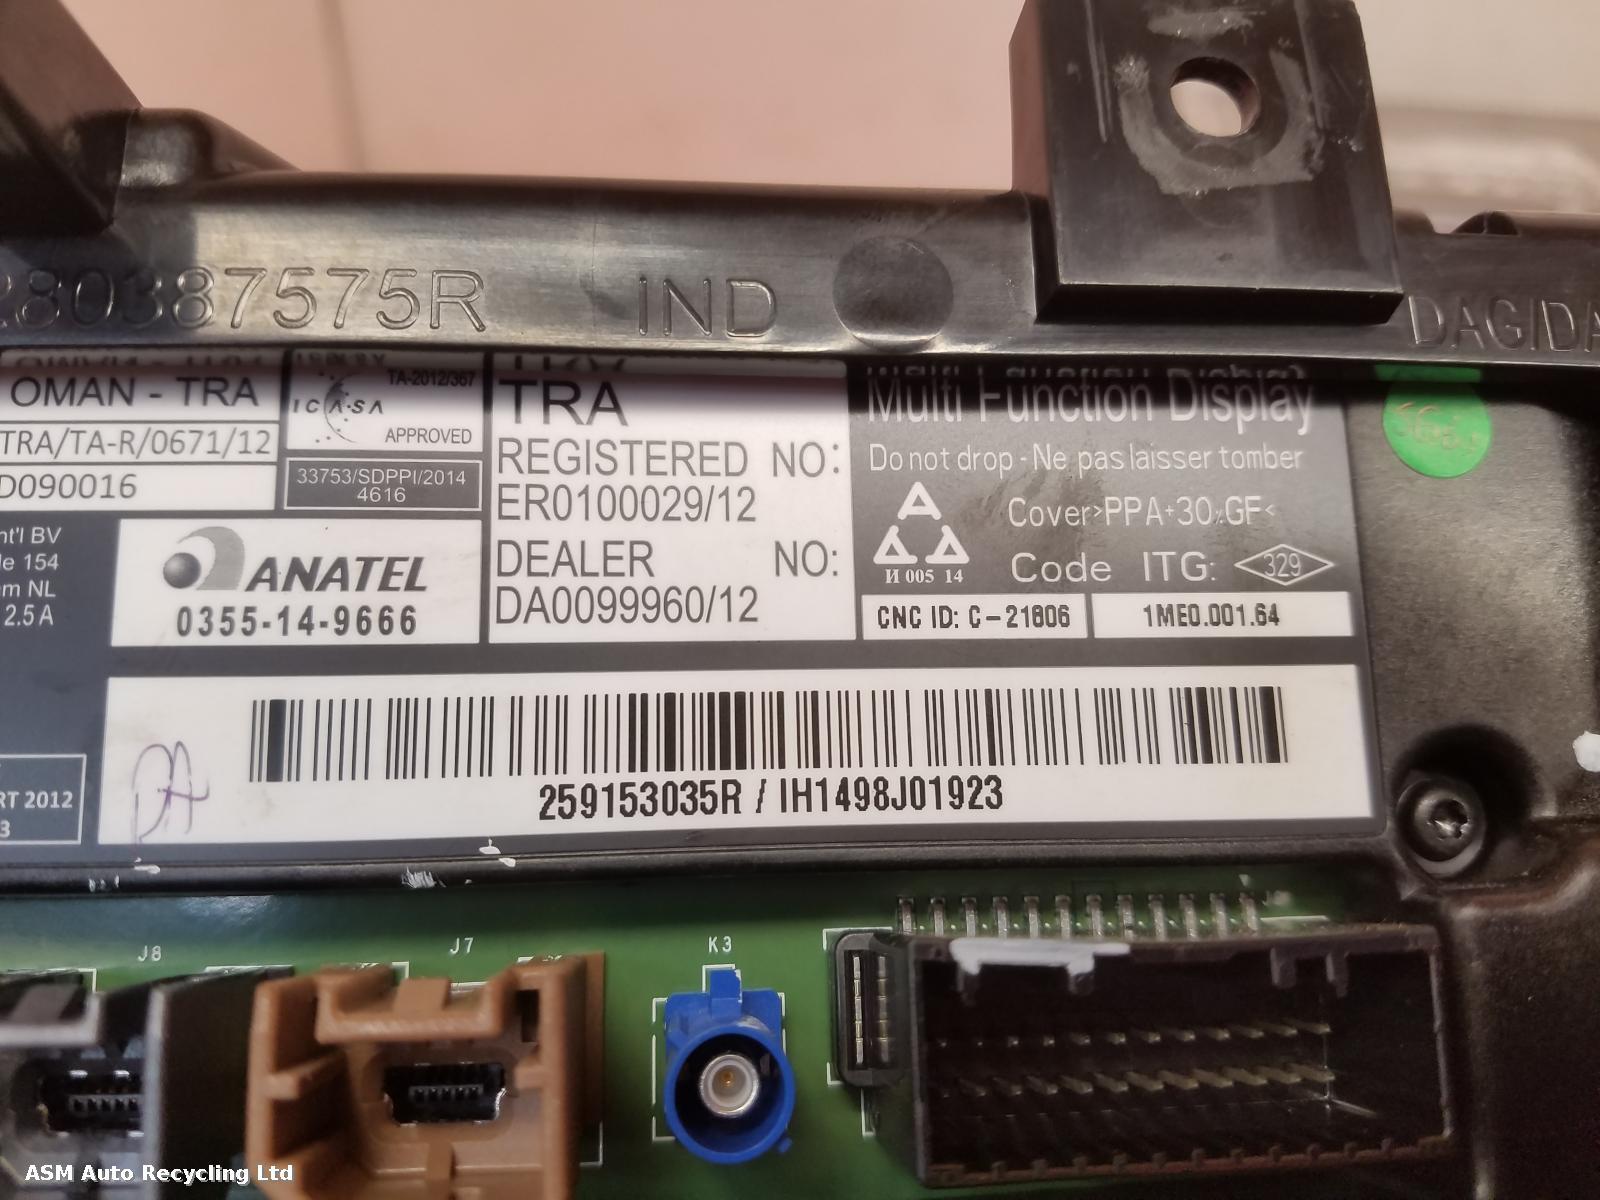 280387575R IND DAGIDA
OMAN - TRA
TRA/TA-R/0671/12
D090016
TA-2012/367
ICASA
APPROVED
33753/SDPPI/2014
4616
TRA
REGISTERED NO:
ER0100029/12
DEALER NO:
DA0099960/12
Multi Function Display
Do not drop - Ne pas laisser tomber
Cover>PPA+30%GF<
И 005 14
Code ITG: 329
CNC ID: C-21806
1ME0.001.64
nt'l BV
le 154
m NL
2.5 A
ANATEL
0355-14-9666
RT 2012
3
259153035R / IH1498J01923
J8
J7
K3
ASM Auto Recycling Ltd